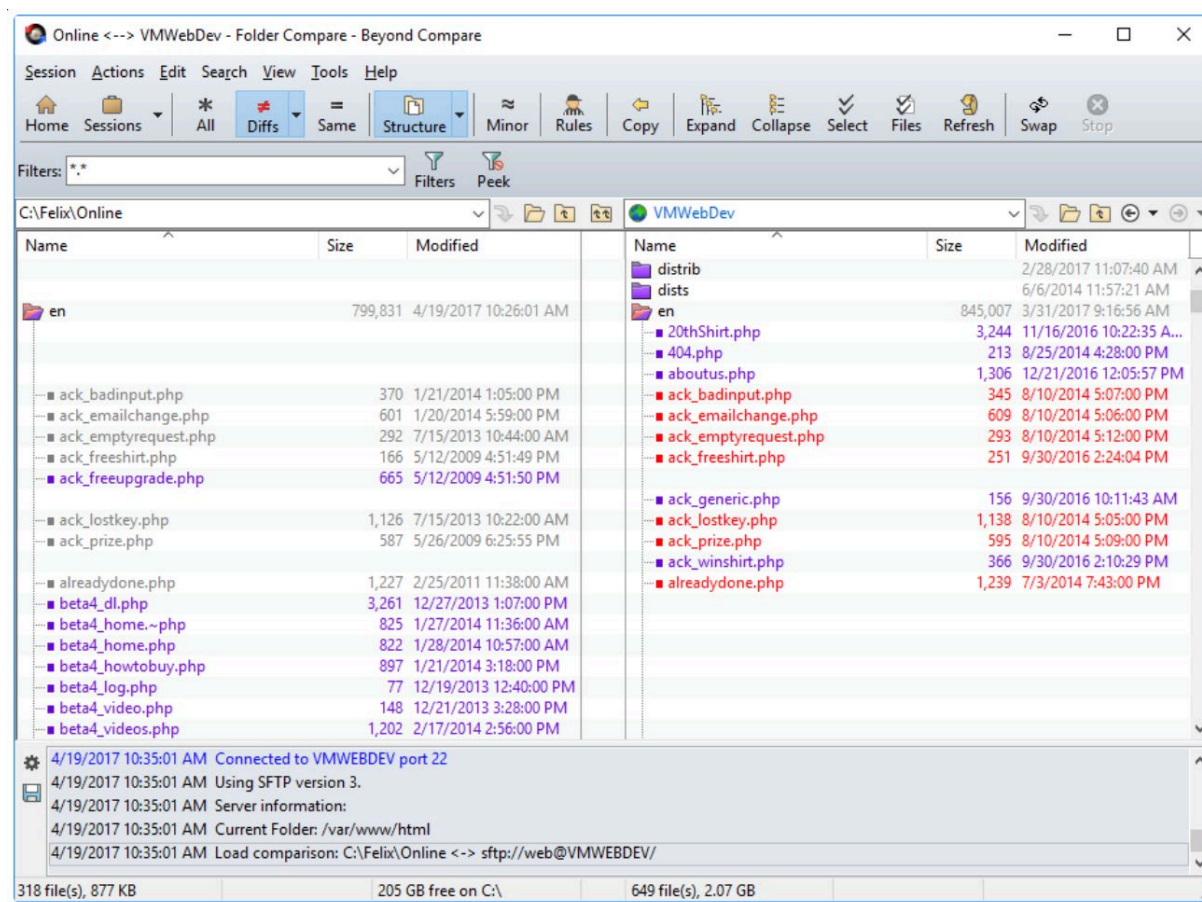 Online <--> VMWebDev - Folder Compare - Beyond Compare
Session Actions Edit Search View Tools Help
Home Sessions All Diffs Same Structure Minor Rules Copy Expand Collapse Select Files Refresh Swap Stop
Filters: *.* Filters Peek
C:\Felix\Online VMWebDev
Name Size Modified Name Size Modified
distrib 2/28/2017 11:07:40 AM
dists 6/6/2014 11:57:21 AM
en 799,831 4/19/2017 10:26:01 AM en 845,007 3/31/2017 9:16:56 AM
20thShirt.php 3,244 11/16/2016 10:22:35 A...
404.php 213 8/25/2014 4:28:00 PM
aboutus.php 1,306 12/21/2016 12:05:57 PM
ack_badinput.php 370 1/21/2014 1:05:00 PM ack_badinput.php 345 8/10/2014 5:07:00 PM
ack_emailchange.php 601 1/20/2014 5:59:00 PM ack_emailchange.php 609 8/10/2014 5:06:00 PM
ack_emptyrequest.php 292 7/15/2013 10:44:00 AM ack_emptyrequest.php 293 8/10/2014 5:12:00 PM
ack_freeshirt.php 166 5/12/2009 4:51:49 PM ack_freeshirt.php 251 9/30/2016 2:24:04 PM
ack_freeupgrade.php 665 5/12/2009 4:51:50 PM
ack_generic.php 156 9/30/2016 10:11:43 AM
ack_lostkey.php 1,126 7/15/2013 10:22:00 AM ack_lostkey.php 1,138 8/10/2014 5:05:00 PM
ack_prize.php 587 5/26/2009 6:25:55 PM ack_prize.php 595 8/10/2014 5:09:00 PM
ack_winshirt.php 366 9/30/2016 2:10:29 PM
alreadydone.php 1,227 2/25/2011 11:38:00 AM alreadydone.php 1,239 7/3/2014 7:43:00 PM
beta4_dl.php 3,261 12/27/2013 1:07:00 PM
beta4_home.~php 825 1/27/2014 11:36:00 AM
beta4_home.php 822 1/28/2014 10:57:00 AM
beta4_howtobuy.php 897 1/21/2014 3:18:00 PM
beta4_log.php 77 12/19/2013 12:40:00 PM
beta4_video.php 148 12/21/2013 3:28:00 PM
beta4_videos.php 1,202 2/17/2014 2:56:00 PM
4/19/2017 10:35:01 AM Connected to VMWEBDEV port 22
4/19/2017 10:35:01 AM Using SFTP version 3.
4/19/2017 10:35:01 AM Server information:
4/19/2017 10:35:01 AM Current Folder: /var/www/html
4/19/2017 10:35:01 AM Load comparison: C:\Felix\Online <-> sftp://web@VMWEBDEV/
318 file(s), 877 KB 205 GB free on C:\ 649 file(s), 2.07 GB